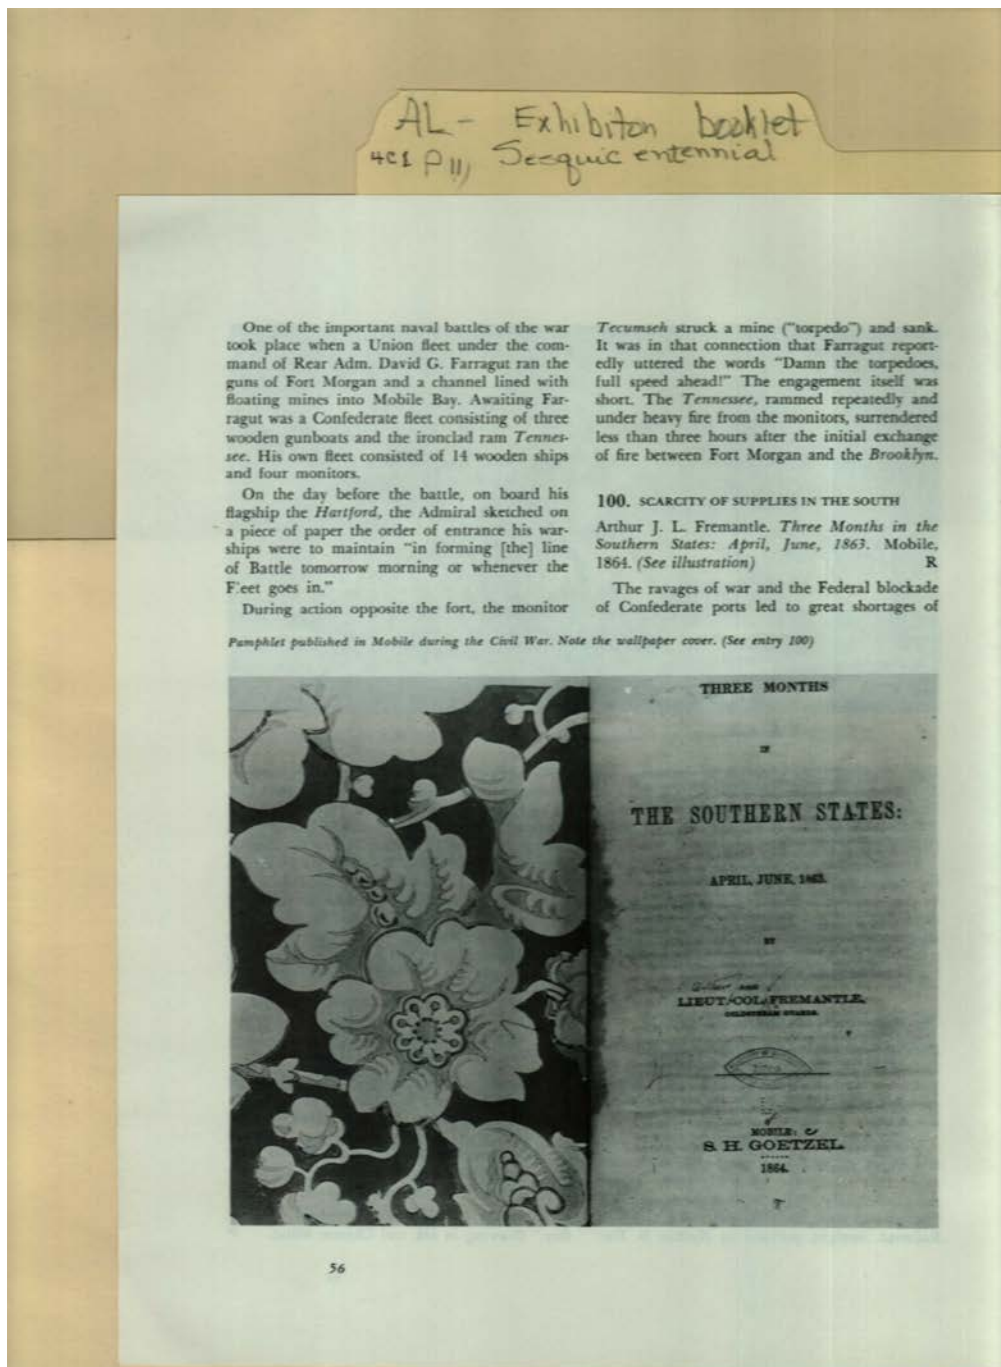 AL- Exhibiton booklet
4C1 P 11, Sesquicentennial
One of the important naval battles of the war
took place when a Union fleet under the com-
mand of Rear Adm. David G. Farragut ran the
guns of Fort Morgan and a channel lined with
floating mines into Mobile Bay. Awaiting Far-
ragut was a Confederate fleet consisting of three
wooden gunboats and the ironclad ram Tennes-
see. His own fleet consisted of 14 wooden ships
and four monitors.
On the day before the battle, on board his
flagship the Hartford, the Admiral sketched on
a piece of paper the order of entrance his war-
ships were to maintain "in forming [the] line
of Battle tomorrow morning or whenever the
F'eet goes in."
During action opposite the fort, the monitor
Tecumseh struck a mine ("torpedo") and sank.
It was in that connection that Farragut report-
edly uttered the words "Damn the torpedoes,
full speed ahead!" The engagement itself was
short. The Tennessee, rammed repeatedly and
under heavy fire from the monitors, surrendered
less than three hours after the initial exchange
of fire between Fort Morgan and the Brooklyn.
100. SCARCITY OF SUPPLIES IN THE SOUTH
Arthur J. L. Fremantle. Three Months in the
Southern States: April, June, 1863. Mobile,
1864. (See illustration) R
The ravages of war and the Federal blockade
of Confederate ports led to great shortages of
Pamphlet published in Mobile during the Civil War. Note the wallpaper cover. (See entry 100)
THREE MONTHS
IN
THE SOUTHERN STATES:
APRIL, JUNE, 1863.
BY
LIEUT. COL. FREMANTLE,
COLDSTREAM GUARDS.
MOBILE:
S. H. GOETZEL.
1864.
56